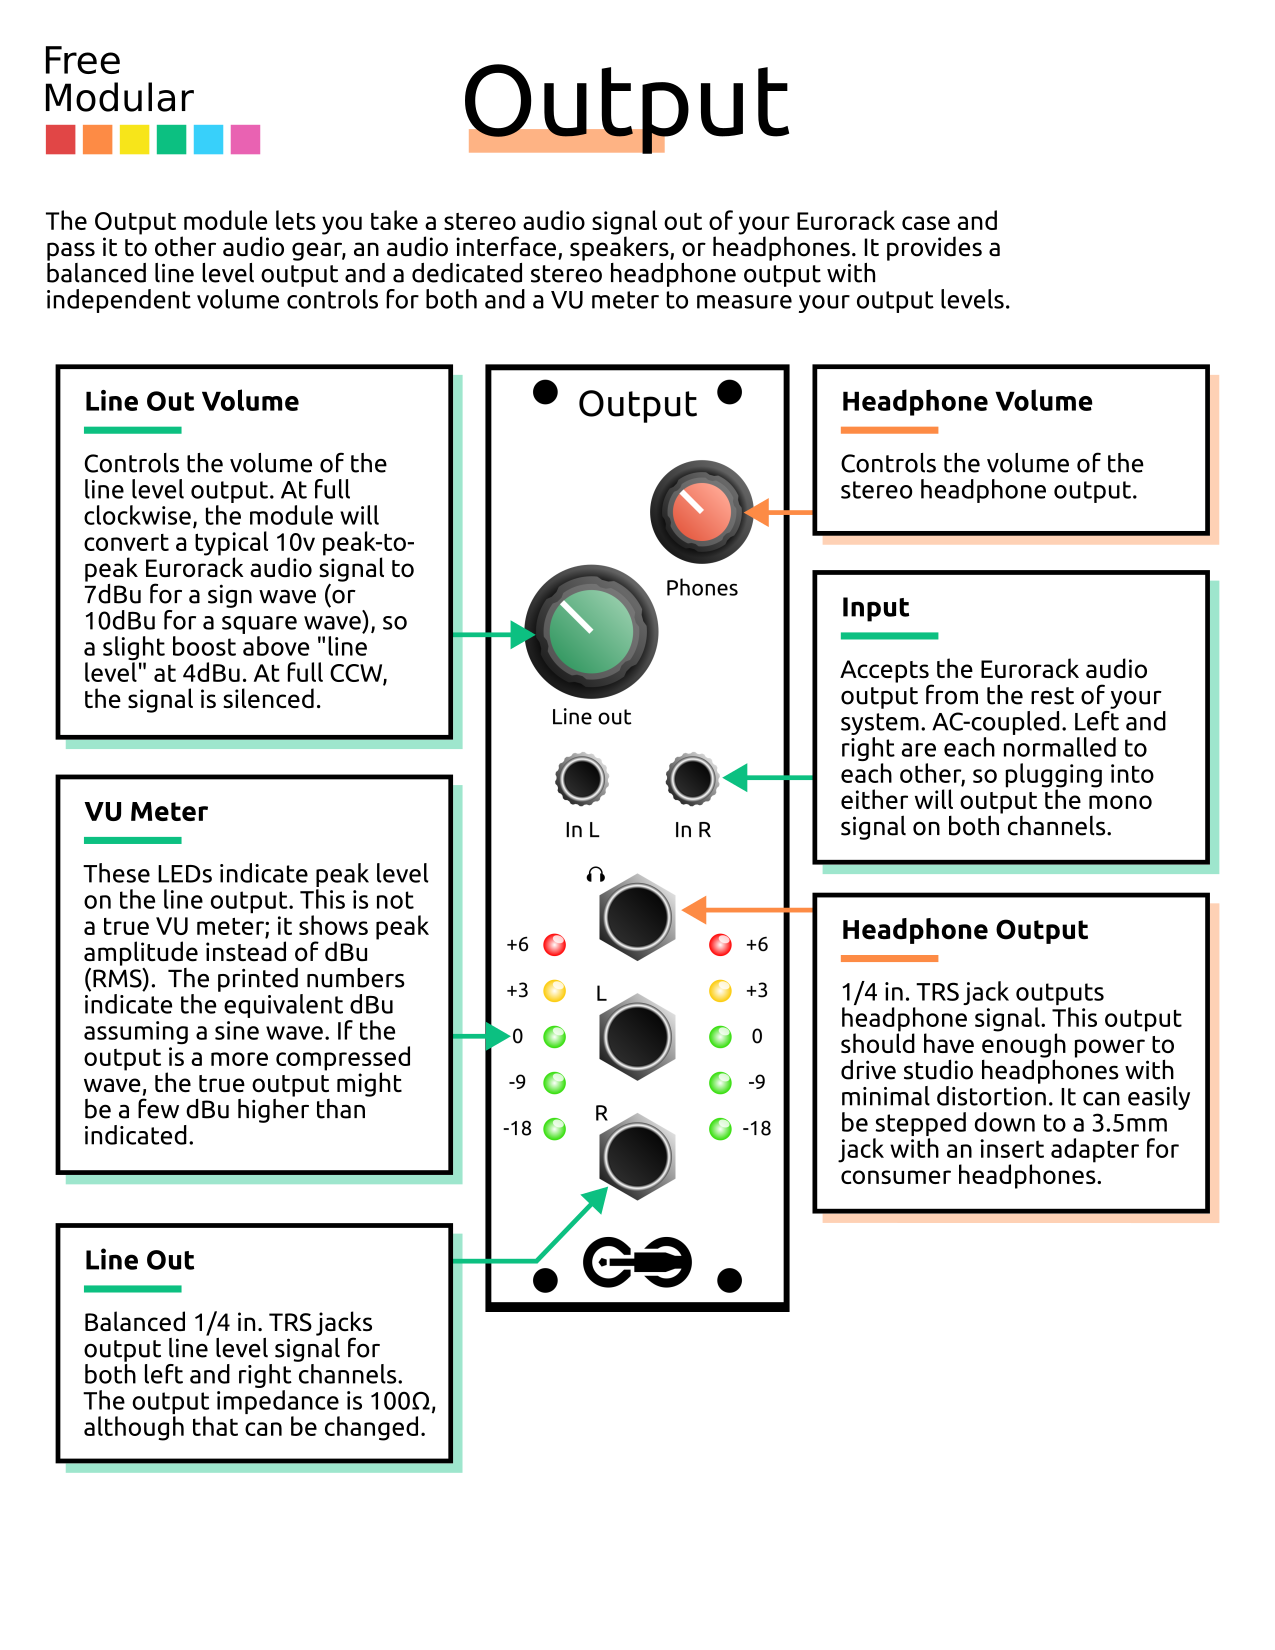 Free
Modular
Output
The Output module lets you take a stereo audio signal out of your Eurorack case and
pass it to other audio gear, an audio interface, speakers, or headphones. It provides a
balanced line level output and a dedicated stereo headphone output with
independent volume controls for both and a VU meter to measure your output levels.
Line Out Volume
Controls the volume of the
line level output. At full
clockwise, the module will
convert a typical 10v peak-to-
peak Eurorack audio signal to
7dBu for a sign wave (or
10dBu for a square wave), so
a slight boost above "line
level" at 4dBu. At full CCW,
the signal is silenced.
VU Meter
These LEDs indicate peak level
on the line output. This is not
a true VU meter; it shows peak
amplitude instead of dBu
(RMS).  The printed numbers
indicate the equivalent dBu
assuming a sine wave. If the
output is a more compressed
wave, the true output might
be a few dBu higher than
indicated.
Line Out
Balanced 1/4 in. TRS jacks
output line level signal for
both left and right channels.
The output impedance is 100Ω,
although that can be changed.
Output
Phones
Line out
In L
In R
+6
+6
+3
L
+3
0
0
-9
-9
R
-18
-18
Headphone Volume
Controls the volume of the
stereo headphone output.
Input
Accepts the Eurorack audio
output from the rest of your
system. AC-coupled. Left and
right are each normalled to
each other, so plugging into
either will output the mono
signal on both channels.
Headphone Output
1/4 in. TRS jack outputs
headphone signal. This output
should have enough power to
drive studio headphones with
minimal distortion. It can easily
be stepped down to a 3.5mm
jack with an insert adapter for
consumer headphones.